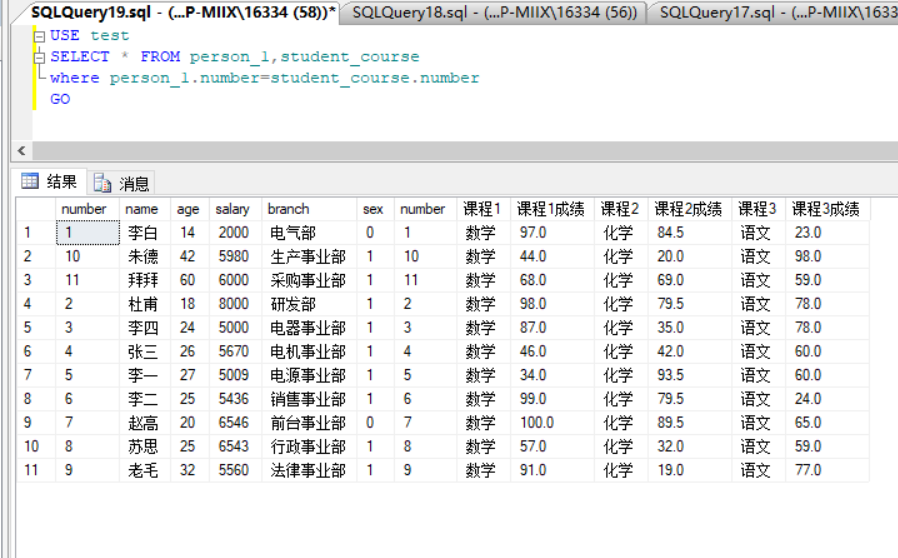 SQLQuery19.sql - (...P-MIIX\16334 (58))* SQLQuery18.sql - (...P-MIIX\16334 (56)) SQLQuery17.sql - (...P-MIIX\1633
USE test
SELECT * FROM person_1,student_course
where person_1.number=student_course.number
GO
结果 消息
number name age salary branch sex number 课程1 课程1成绩 课程2 课程2成绩 课程3 课程3成绩
1 1 李白 14 2000 电气部 0 1 数学 97.0 化学 84.5 语文 23.0
2 10 朱德 42 5980 生产事业部 1 10 数学 44.0 化学 20.0 语文 98.0
3 11 拜拜 60 6000 采购事业部 1 11 数学 68.0 化学 69.0 语文 59.0
4 2 杜甫 18 8000 研发部 1 2 数学 98.0 化学 79.5 语文 78.0
5 3 李四 24 5000 电器事业部 1 3 数学 87.0 化学 35.0 语文 78.0
6 4 张三 26 5670 电机事业部 1 4 数学 46.0 化学 42.0 语文 60.0
7 5 李一 27 5009 电源事业部 1 5 数学 34.0 化学 93.5 语文 60.0
8 6 李二 25 5436 销售事业部 1 6 数学 99.0 化学 79.5 语文 24.0
9 7 赵高 20 6546 前台事业部 0 7 数学 100.0 化学 89.5 语文 65.0
10 8 苏思 25 6543 行政事业部 1 8 数学 57.0 化学 32.0 语文 59.0
11 9 老毛 32 5560 法律事业部 1 9 数学 91.0 化学 19.0 语文 77.0